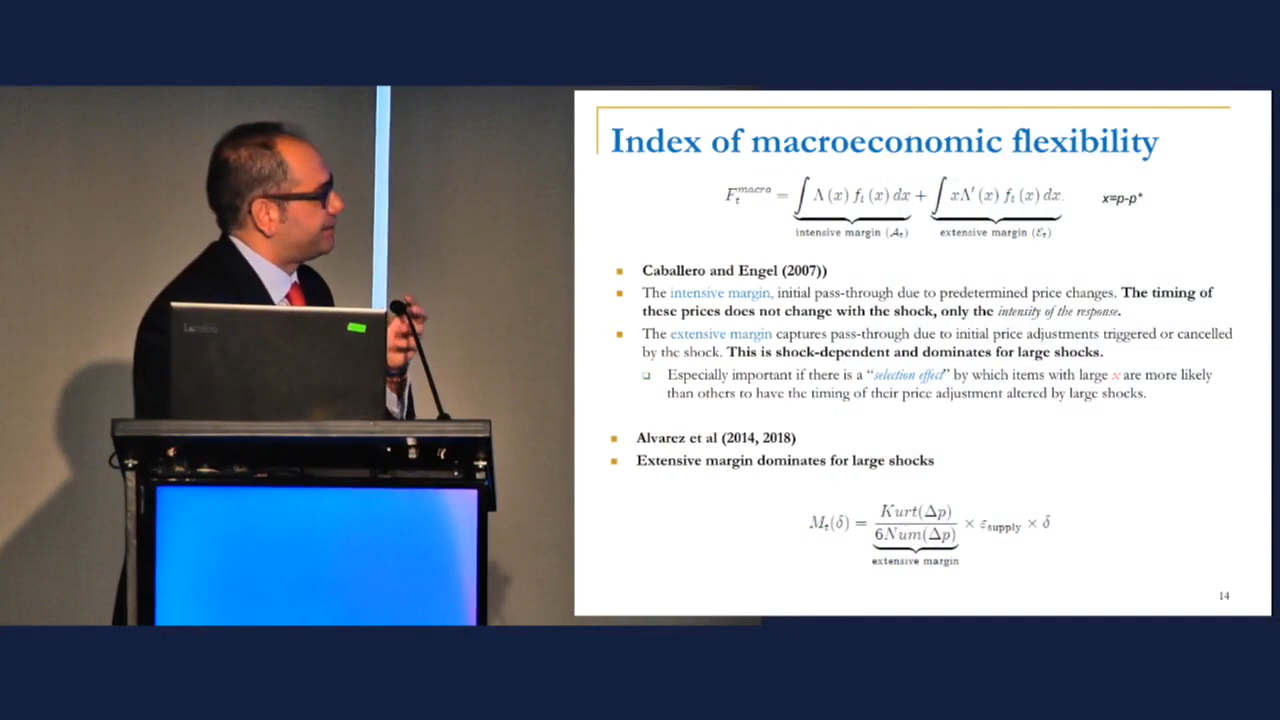 Index of macroeconomic flexibility
F_t^{macro} = ∫ Λ(x) f_t(x) dx + ∫ xΛ′(x) f_t(x) dx.
x=p-p*
intensive margin (𝒜_t) extensive margin (ℰ_t)
Caballero and Engel (2007))
The intensive margin, initial pass-through due to predetermined price changes. The timing of
these prices does not change with the shock, only the intensity of the response.
The extensive margin captures pass-through due to initial price adjustments triggered or cancelled
by the shock. This is shock-dependent and dominates for large shocks.
Especially important if there is a “selection effect” by which items with large x are more likely
than others to have the timing of their price adjustment altered by large shocks.
Alvarez et al (2014, 2018)
Extensive margin dominates for large shocks
M_t(δ) = Kurt(Δp) / 6Num(Δp) × ε_supply × δ
extensive margin
14
Lenovo